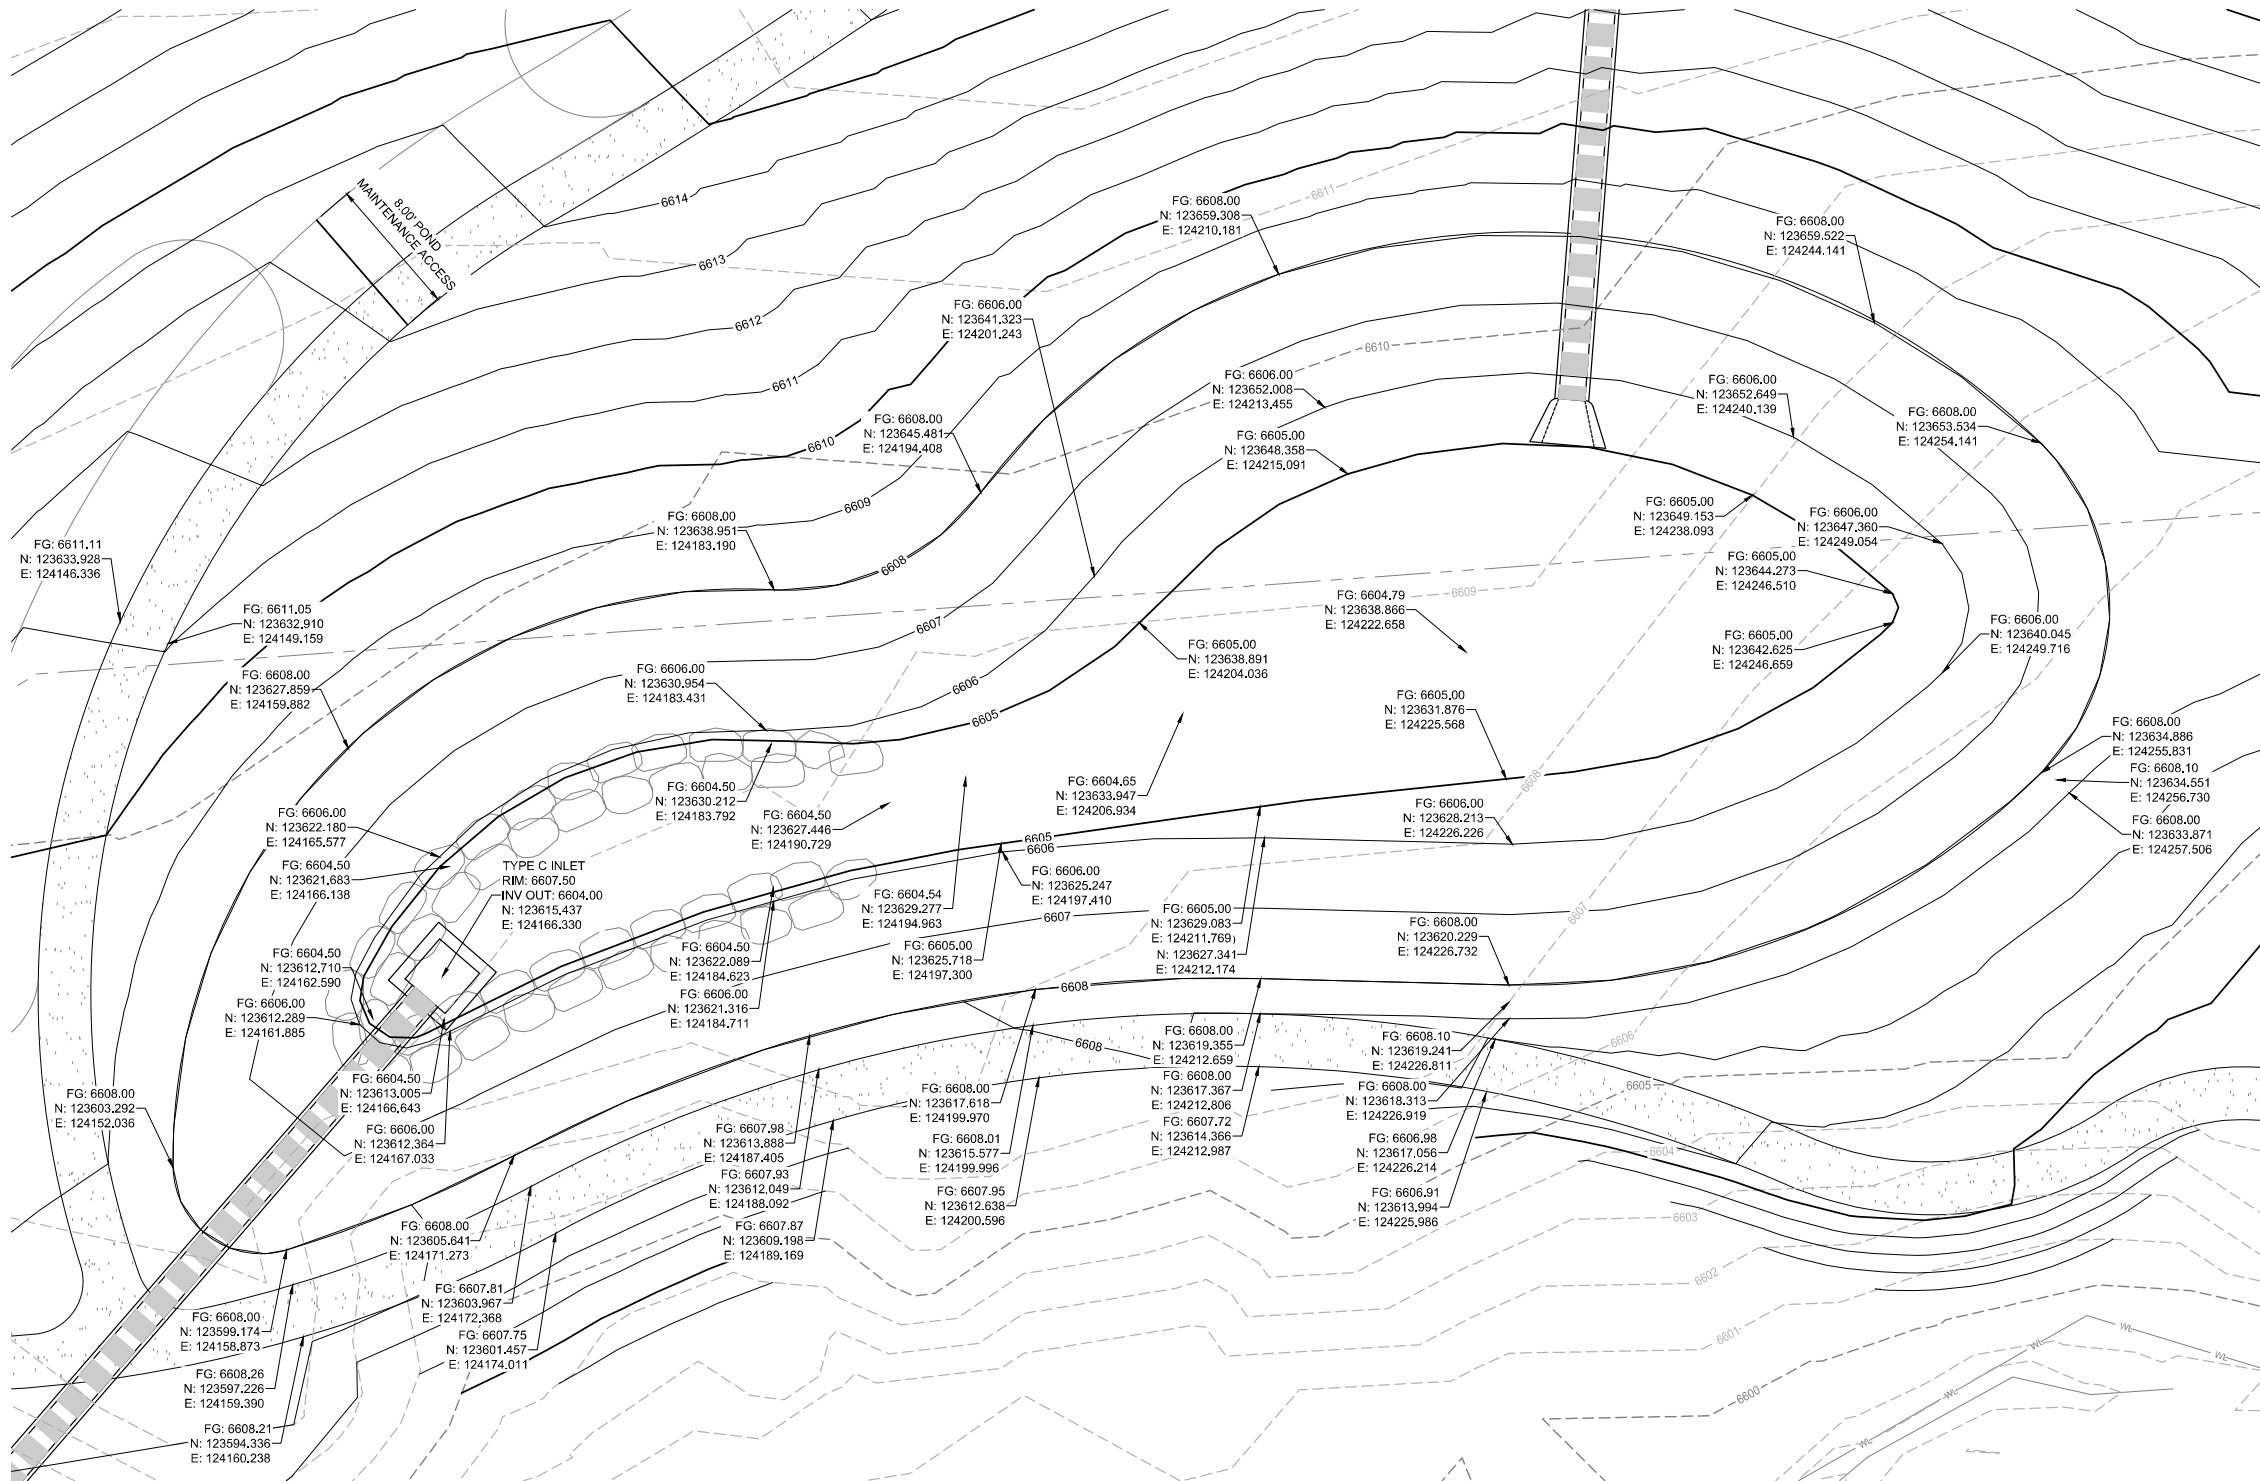 8.00' POND
MAINTENANCE ACCESS
6614
6613
6612
6611
6610
6609
6608
6607
6606
6605
6611
6610
6609
6608
6607
6606
6605
6604
6603
6602
6601
6600
FG: 6608.00
N: 123659.308
E: 124210.181
FG: 6608.00
N: 123659.522
E: 124244.141
FG: 6606.00
N: 123641.323
E: 124201.243
FG: 6606.00
N: 123652.008
E: 124213.455
FG: 6606.00
N: 123652.649
E: 124240.139
FG: 6608.00
N: 123645.481
E: 124194.408
FG: 6608.00
N: 123653.534
E: 124254.141
FG: 6605.00
N: 123648.358
E: 124215.091
FG: 6608.00
N: 123638.951
E: 124183.190
FG: 6605.00
N: 123649.153
E: 124238.093
FG: 6606.00
N: 123647.360
E: 124249.054
FG: 6611.11
N: 123633.928
E: 124146.336
FG: 6605.00
N: 123644.273
E: 124246.510
FG: 6611.05
N: 123632.910
E: 124149.159
FG: 6604.79
N: 123638.866
E: 124222.658
FG: 6606.00
N: 123640.045
E: 124249.716
FG: 6605.00
N: 123642.625
E: 124246.659
FG: 6605.00
N: 123638.891
E: 124204.036
FG: 6608.00
N: 123627.859
E: 124159.882
FG: 6606.00
N: 123630.954
E: 124183.431
FG: 6605.00
N: 123631.876
E: 124225.568
FG: 6608.00
N: 123634.886
E: 124255.831
FG: 6608.10
N: 123634.551
E: 124256.730
FG: 6608.00
N: 123633.871
E: 124257.506
FG: 6604.50
N: 123630.212
E: 124183.792
FG: 6604.65
N: 123633.947
E: 124206.934
FG: 6604.50
N: 123627.446
E: 124190.729
FG: 6606.00
N: 123628.213
E: 124226.226
FG: 6606.00
N: 123622.180
E: 124165.577
FG: 6604.50
N: 123621.683
E: 124166.138
TYPE C INLET
RIM: 6607.50
INV OUT: 6604.00
N: 123615.437
E: 124166.330
6605
6606
6607
6608
6608
FG: 6606.00
N: 123625.247
E: 124197.410
FG: 6604.54
N: 123629.277
E: 124194.963
FG: 6605.00
N: 123629.083
E: 124211.769
N: 123627.341
E: 124212.174
FG: 6608.00
N: 123620.229
E: 124226.732
FG: 6604.50
N: 123612.710
E: 124162.590
FG: 6604.50
N: 123622.089
E: 124184.623
FG: 6605.00
N: 123625.718
E: 124197.300
FG: 6606.00
N: 123612.289
E: 124161.885
FG: 6606.00
N: 123621.316
E: 124184.711
FG: 6608.00
N: 123619.355
E: 124212.659
FG: 6608.10
N: 123619.241
E: 124226.811
FG: 6608.00
N: 123603.292
E: 124152.036
FG: 6604.50
N: 123613.005
E: 124166.643
FG: 6608.00
N: 123617.618
E: 124199.970
FG: 6608.00
N: 123617.367
E: 124212.806
FG: 6608.00
N: 123618.313
E: 124226.919
FG: 6606.00
N: 123612.364
E: 124167.033
FG: 6607.98
N: 123613.888
E: 124187.405
FG: 6607.72
N: 123614.366
E: 124212.987
FG: 6608.01
N: 123615.577
E: 124199.996
FG: 6606.98
N: 123617.056
E: 124226.214
FG: 6607.93
N: 123612.049
E: 124188.092
FG: 6607.95
N: 123612.638
E: 124200.596
FG: 6606.91
N: 123613.994
E: 124225.986
FG: 6608.00
N: 123605.641
E: 124171.273
FG: 6607.87
N: 123609.198
E: 124189.169
FG: 6607.81
N: 123603.967
E: 124172.368
FG: 6608.00
N: 123599.174
E: 124158.873
FG: 6607.75
N: 123601.457
E: 124174.011
FG: 6608.26
N: 123597.226
E: 124159.390
FG: 6608.21
N: 123594.336
E: 124160.238
WL
WL
WL
WL
WL